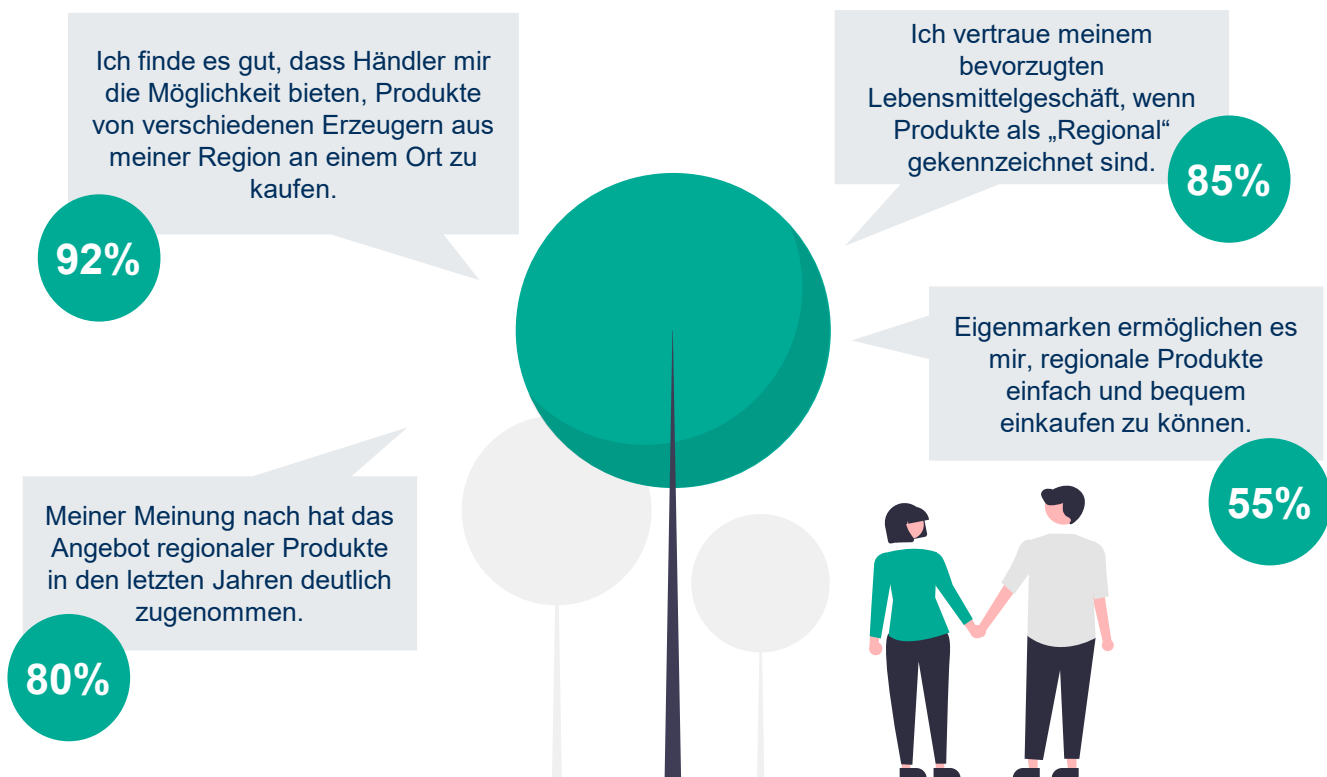 Ich finde es gut, dass Händler mir
die Möglichkeit bieten, Produkte
von verschiedenen Erzeugern aus
meiner Region an einem Ort zu
kaufen.
92%
Ich vertraue meinem
bevorzugten
Lebensmittelgeschäft, wenn
Produkte als „Regional“
gekennzeichnet sind.
85%
Eigenmarken ermöglichen es
mir, regionale Produkte
einfach und bequem
einkaufen zu können.
55%
Meiner Meinung nach hat das
Angebot regionaler Produkte
in den letzten Jahren deutlich
zugenommen.
80%